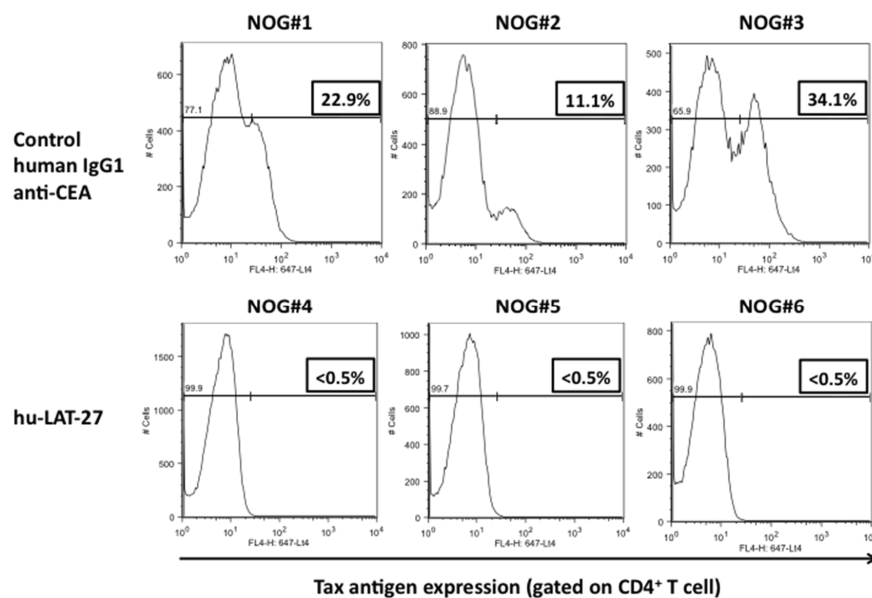 NOG#1 NOG#2 NOG#3
Control
human IgG1
anti-CEA
# Cells
600
400
200
0
77.1
22.9%
10⁰ 10¹ 10² 10³ 10⁴
FL4-H: 647-Lt4
# Cells
800
600
400
200
0
88.9
11.1%
10⁰ 10¹ 10² 10³ 10⁴
FL4-H: 647-Lt4
# Cells
500
400
300
200
100
0
65.9
34.1%
10⁰ 10¹ 10² 10³ 10⁴
FL4-H: 647-Lt4
NOG#4 NOG#5 NOG#6
hu-LAT-27
# Cells
1500
1000
500
0
99.9
<0.5%
10⁰ 10¹ 10² 10³ 10⁴
FL4-H: 647-Lt4
# Cells
1000
800
600
400
200
0
99.7
<0.5%
10⁰ 10¹ 10² 10³ 10⁴
FL4-H: 647-Lt4
# Cells
800
600
400
200
0
99.9
<0.5%
10⁰ 10¹ 10² 10³ 10⁴
FL4-H: 647-Lt4
Tax antigen expression (gated on CD4⁺ T cell)